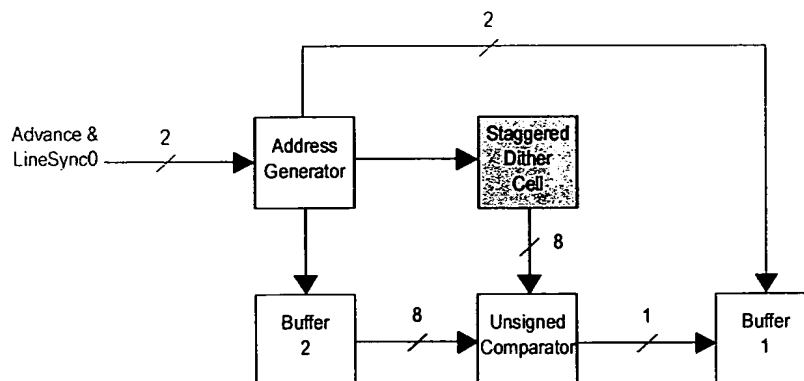 2
Advance &
LineSync0
2
Address
Generator
Staggered
Dither
Cell
8
Buffer
2
8
Unsigned
Comparator
1
Buffer
1